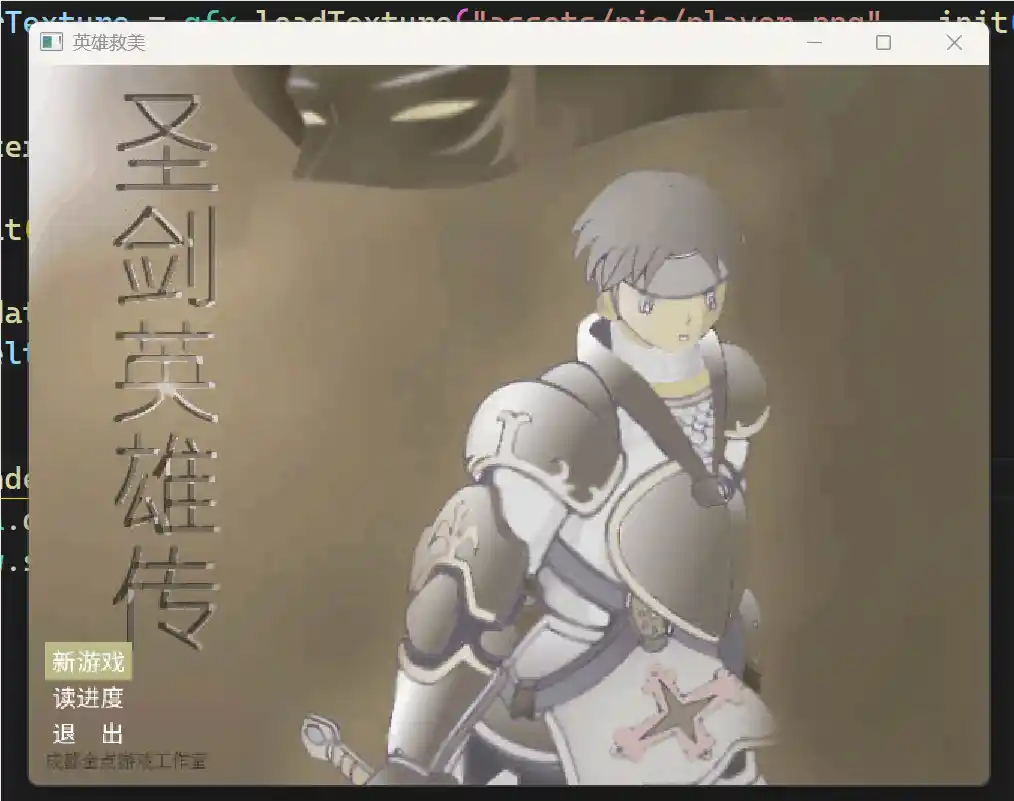 rTexture = gfx.loadTexture("assets/pic/player.png" init(
英雄救美
圣剑英雄传
新游戏
读进度
退 出
成都金点游戏工作室